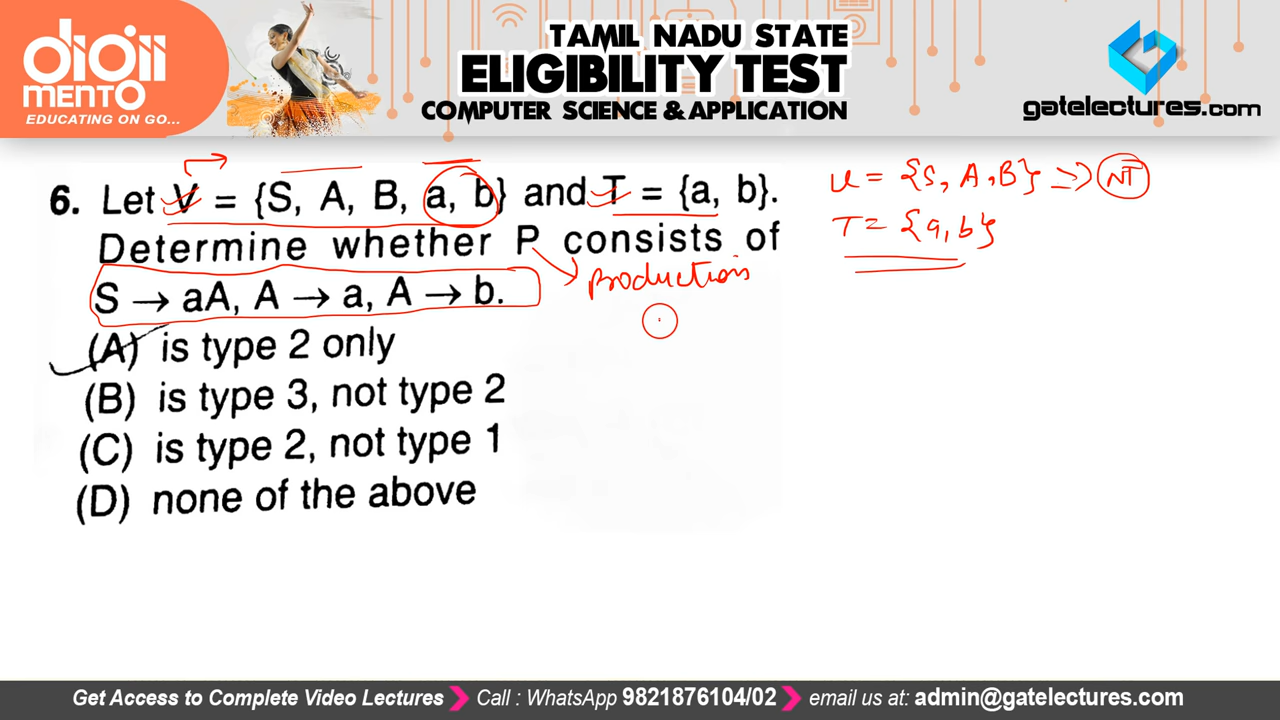 DIGII
MENTO
EDUCATING ON GO...
TAMIL NADU STATE
ELIGIBILITY TEST
COMPUTER SCIENCE & APPLICATION
gatelectures.com
6. Let V = {S, A, B, a, b} and T = {a, b}.
Determine whether P consists of
S → aA, A → a, A → b.
(A) is type 2 only
(B) is type 3, not type 2
(C) is type 2, not type 1
(D) none of the above
u = {S, A, B} => NT
T = {a, b}
productions
Get Access to Complete Video Lectures Call : WhatsApp 9821876104/02 email us at: admin@gatelectures.com